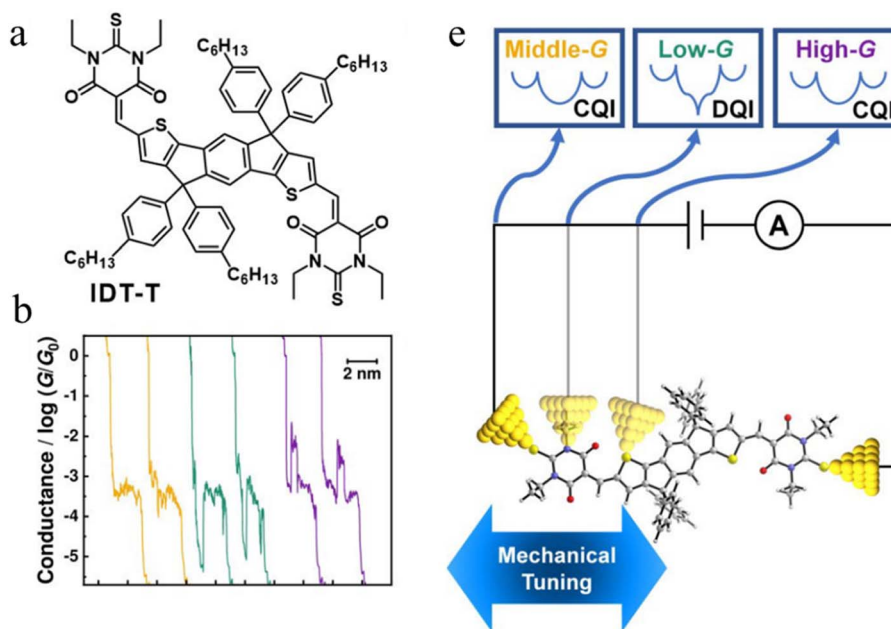 a
S
N
N
O
O
C6H13
C6H13
S
S
C6H13
C6H13
O
O
N
N
S
IDT-T
b
Conductance / log (G/G0)
0
-1
-2
-3
-4
-5
2 nm
e
Middle-G
CQI
Low-G
DQI
High-G
CQI
A
Mechanical
Tuning